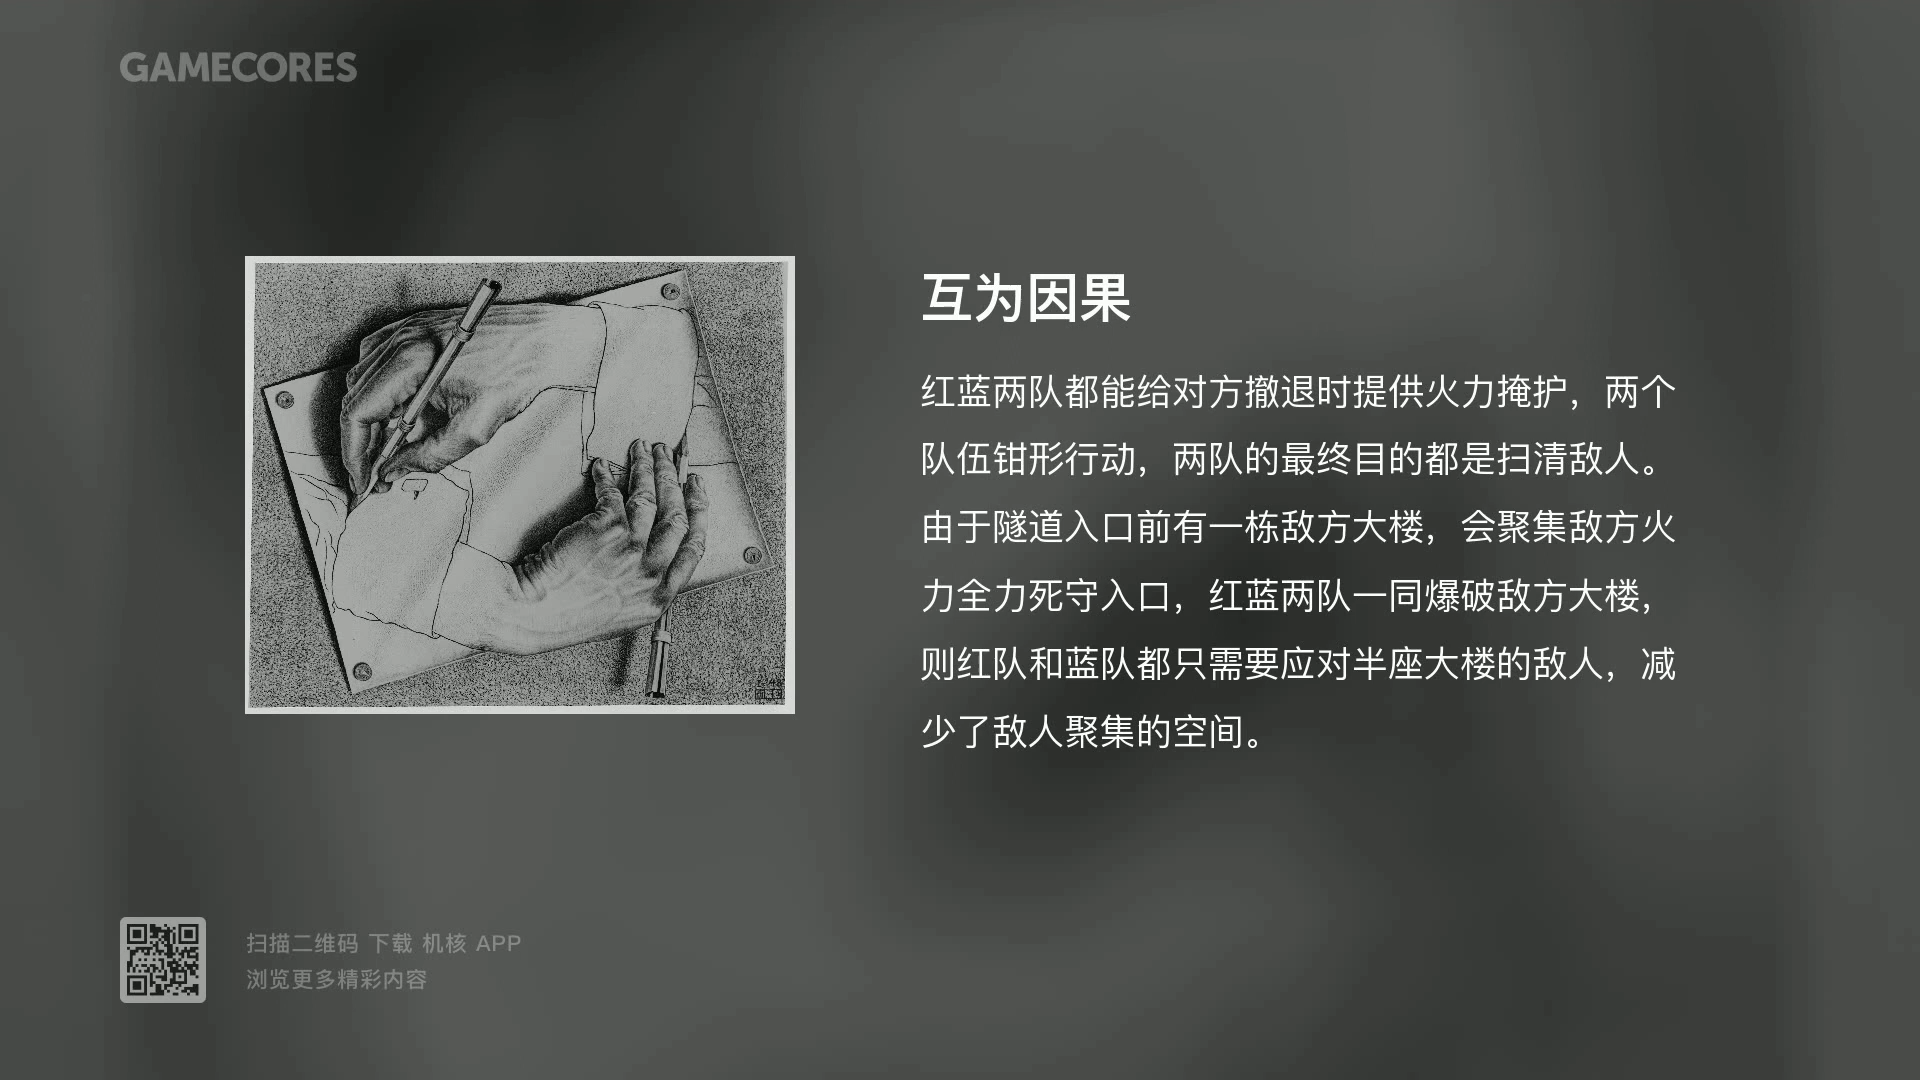 GAMECORES
互为因果
红蓝两队都能给对方撤退时提供火力掩护，两个
队伍钳形行动，两队的最终目的都是扫清敌人。
由于隧道入口前有一栋敌方大楼，会聚集敌方火
力全力死守入口，红蓝两队一同爆破敌方大楼，
则红队和蓝队都只需要应对半座大楼的敌人，减
少了敌人聚集的空间。
扫描二维码 下载 机核 APP
浏览更多精彩内容